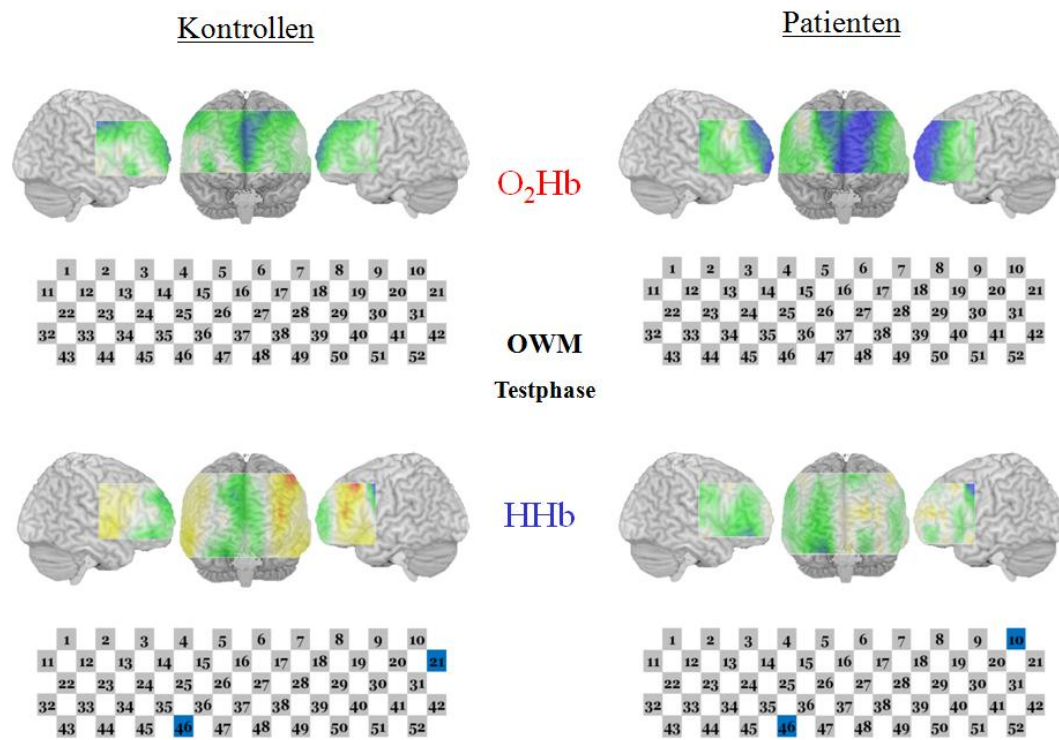 Kontrollen
Patienten
O₂Hb
1 2 3 4 5 6 7 8 9 10
11 12 13 14 15 16 17 18 19 20 21
22 23 24 25 26 27 28 29 30 31
32 33 34 35 36 37 38 39 40 41 42
43 44 45 46 47 48 49 50 51 52
1 2 3 4 5 6 7 8 9 10
11 12 13 14 15 16 17 18 19 20 21
22 23 24 25 26 27 28 29 30 31
32 33 34 35 36 37 38 39 40 41 42
43 44 45 46 47 48 49 50 51 52
OWM
Testphase
HHb
1 2 3 4 5 6 7 8 9 10
11 12 13 14 15 16 17 18 19 20 21
22 23 24 25 26 27 28 29 30 31
32 33 34 35 36 37 38 39 40 41 42
43 44 45 46 47 48 49 50 51 52
1 2 3 4 5 6 7 8 9 10
11 12 13 14 15 16 17 18 19 20 21
22 23 24 25 26 27 28 29 30 31
32 33 34 35 36 37 38 39 40 41 42
43 44 45 46 47 48 49 50 51 52